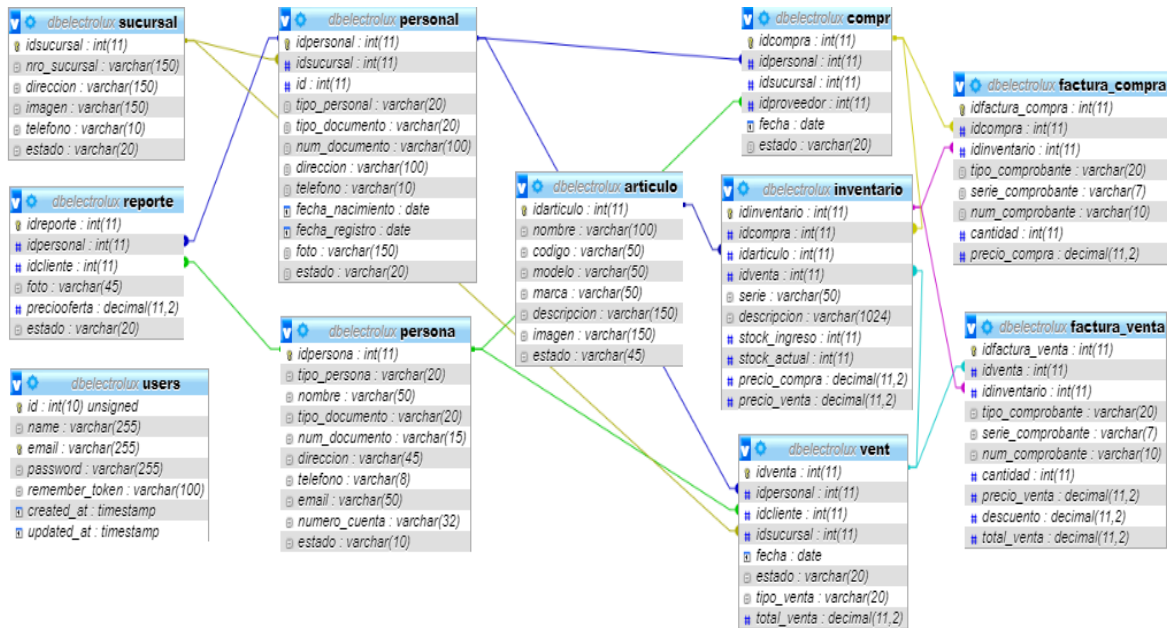 dbelectrolux sucursal
idsucursal : int(11)
nro_sucursal : varchar(150)
direccion : varchar(150)
imagen : varchar(150)
telefono : varchar(10)
estado : varchar(20)
dbelectrolux reporte
idreporte : int(11)
idpersonal : int(11)
idcliente : int(11)
foto : varchar(45)
preciooferta : decimal(11,2)
estado : varchar(20)
dbelectrolux users
id : int(10) unsigned
name : varchar(255)
email : varchar(255)
password : varchar(255)
remember_token : varchar(100)
created_at : timestamp
updated_at : timestamp
dbelectrolux personal
idpersonal : int(11)
idsucursal : int(11)
id : int(11)
tipo_personal : varchar(20)
tipo_documento : varchar(20)
num_documento : varchar(100)
direccion : varchar(100)
telefono : varchar(10)
fecha_nacimiento : date
fecha_registro : date
foto : varchar(150)
estado : varchar(20)
dbelectrolux persona
idpersona : int(11)
tipo_persona : varchar(20)
nombre : varchar(50)
tipo_documento : varchar(20)
num_documento : varchar(15)
direccion : varchar(45)
telefono : varchar(8)
email : varchar(50)
numero_cuenta : varchar(32)
estado : varchar(10)
dbelectrolux articulo
idarticulo : int(11)
nombre : varchar(100)
codigo : varchar(50)
modelo : varchar(50)
marca : varchar(50)
descripcion : varchar(150)
imagen : varchar(150)
estado : varchar(45)
dbelectrolux compr
idcompra : int(11)
idpersonal : int(11)
idsucursal : int(11)
idproveedor : int(11)
fecha : date
estado : varchar(20)
dbelectrolux inventario
idinventario : int(11)
idcompra : int(11)
idarticulo : int(11)
idventa : int(11)
serie : varchar(50)
descripcion : varchar(1024)
stock_ingreso : int(11)
stock_actual : int(11)
precio_compra : decimal(11,2)
precio_venta : decimal(11,2)
dbelectrolux vent
idventa : int(11)
idpersonal : int(11)
idcliente : int(11)
idsucursal : int(11)
fecha : date
estado : varchar(20)
tipo_venta : varchar(20)
total_venta : decimal(11,2)
dbelectrolux factura_compra
idfactura_compra : int(11)
idcompra : int(11)
idinventario : int(11)
tipo_comprobante : varchar(20)
serie_comprobante : varchar(7)
num_comprobante : varchar(10)
cantidad : int(11)
precio_compra : decimal(11,2)
dbelectrolux factura_venta
idfactura_venta : int(11)
idventa : int(11)
idinventario : int(11)
tipo_comprobante : varchar(20)
serie_comprobante : varchar(7)
num_comprobante : varchar(10)
cantidad : int(11)
precio_venta : decimal(11,2)
descuento : decimal(11,2)
total_venta : decimal(11,2)